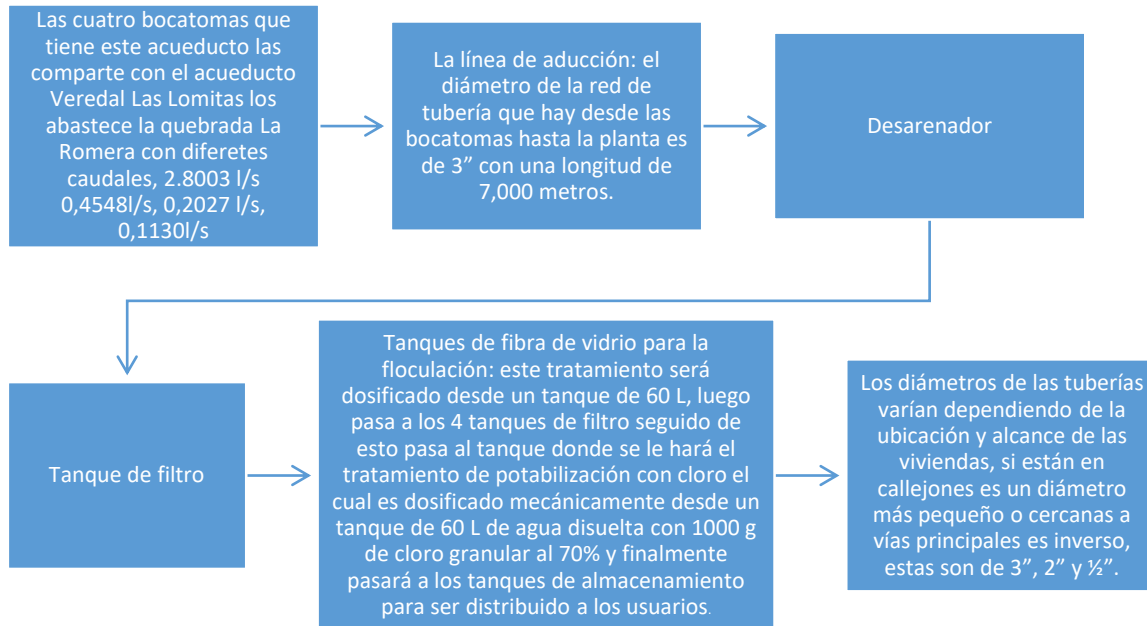 Las cuatro bocatomas que
tiene este acueducto las
comparte con el acueducto
Veredal Las Lomitas los
abastece la quebrada La
Romera con diferetes
caudales, 2.8003 l/s
0,4548l/s, 0,2027 l/s,
0,1130l/s
La línea de aducción: el
diámetro de la red de
tubería que hay desde las
bocatomas hasta la planta es
de 3” con una longitud de
7,000 metros.
Desarenador
Tanque de filtro
Tanques de fibra de vidrio para la
floculación: este tratamiento será
dosificado desde un tanque de 60 L, luego
pasa a los 4 tanques de filtro seguido de
esto pasa al tanque donde se le hará el
tratamiento de potabilización con cloro el
cual es dosificado mecánicamente desde un
tanque de 60 L de agua disuelta con 1000 g
de cloro granular al 70% y finalmente
pasará a los tanques de almacenamiento
para ser distribuido a los usuarios.
Los diámetros de las tuberías
varían dependiendo de la
ubicación y alcance de las
viviendas, si están en
callejones es un diámetro
más pequeño o cercanas a
vías principales es inverso,
estas son de 3”, 2” y ½”.